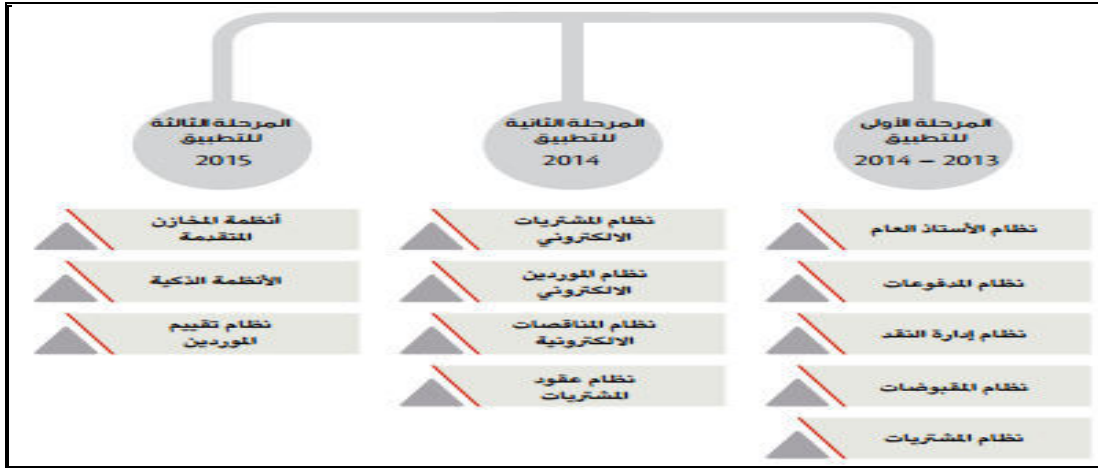 المرحلة الأولى
للتطبيق
2013 – 2014
نظام الأستاذ العام
نظام المدفوعات
نظام إدارة النقد
نظام المقبوضات
نظام المشتريات
المرحلة الثانية
للتطبيق
2014
نظام المشتريات
الالكتروني
نظام الموردين
الالكتروني
نظام المناقصات
الالكترونية
نظام عقود
المشتريات
المرحلة الثالثة
للتطبيق
2015
أنظمة المخازن
المتقدمة
الأنظمة الذكية
نظام تقييم
الموردين